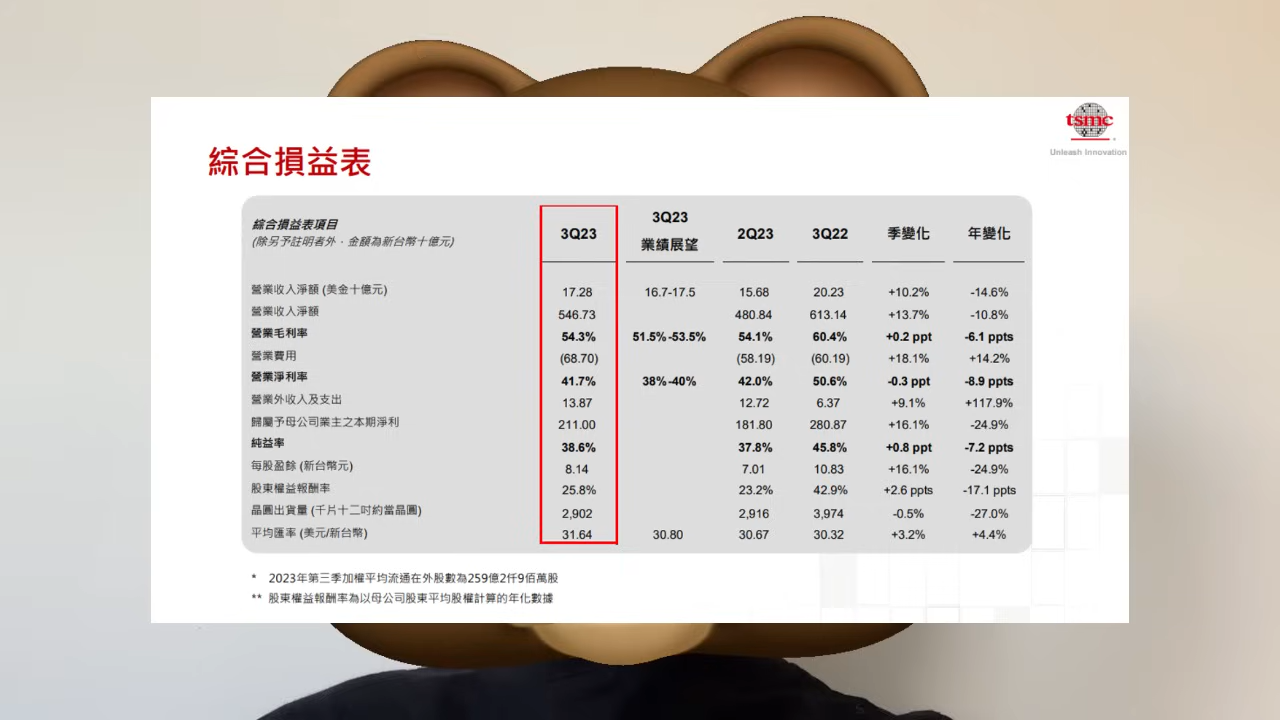 tsmc
Unleash Innovation
綜合損益表
綜合損益表項目
(除另予註明者外,金額為新台幣十億元)
3Q23
3Q23
業績展望
2Q23
3Q22
季變化
年變化
營業收入淨額 (美金十億元) 17.28 16.7-17.5 15.68 20.23 +10.2% -14.6%
營業收入淨額 546.73 480.84 613.14 +13.7% -10.8%
營業毛利率 54.3% 51.5%-53.5% 54.1% 60.4% +0.2 ppt -6.1 ppts
營業費用 (68.70) (58.19) (60.19) +18.1% +14.2%
營業淨利率 41.7% 38%-40% 42.0% 50.6% -0.3 ppt -8.9 ppts
營業外收入及支出 13.87 12.72 6.37 +9.1% +117.9%
歸屬予母公司業主之本期淨利 211.00 181.80 280.87 +16.1% -24.9%
純益率 38.6% 37.8% 45.8% +0.8 ppt -7.2 ppts
每股盈餘 (新台幣元) 8.14 7.01 10.83 +16.1% -24.9%
股東權益報酬率 25.8% 23.2% 42.9% +2.6 ppts -17.1 ppts
晶圓出貨量 (千片十二吋約當晶圓) 2,902 2,916 3,974 -0.5% -27.0%
平均匯率 (美元/新台幣) 31.64 30.80 30.67 30.32 +3.2% +4.4%
* 2023年第三季加權平均流通在外股數為259億2仟9佰萬股
** 股東權益報酬率為以母公司股東平均股權計算的年化數據